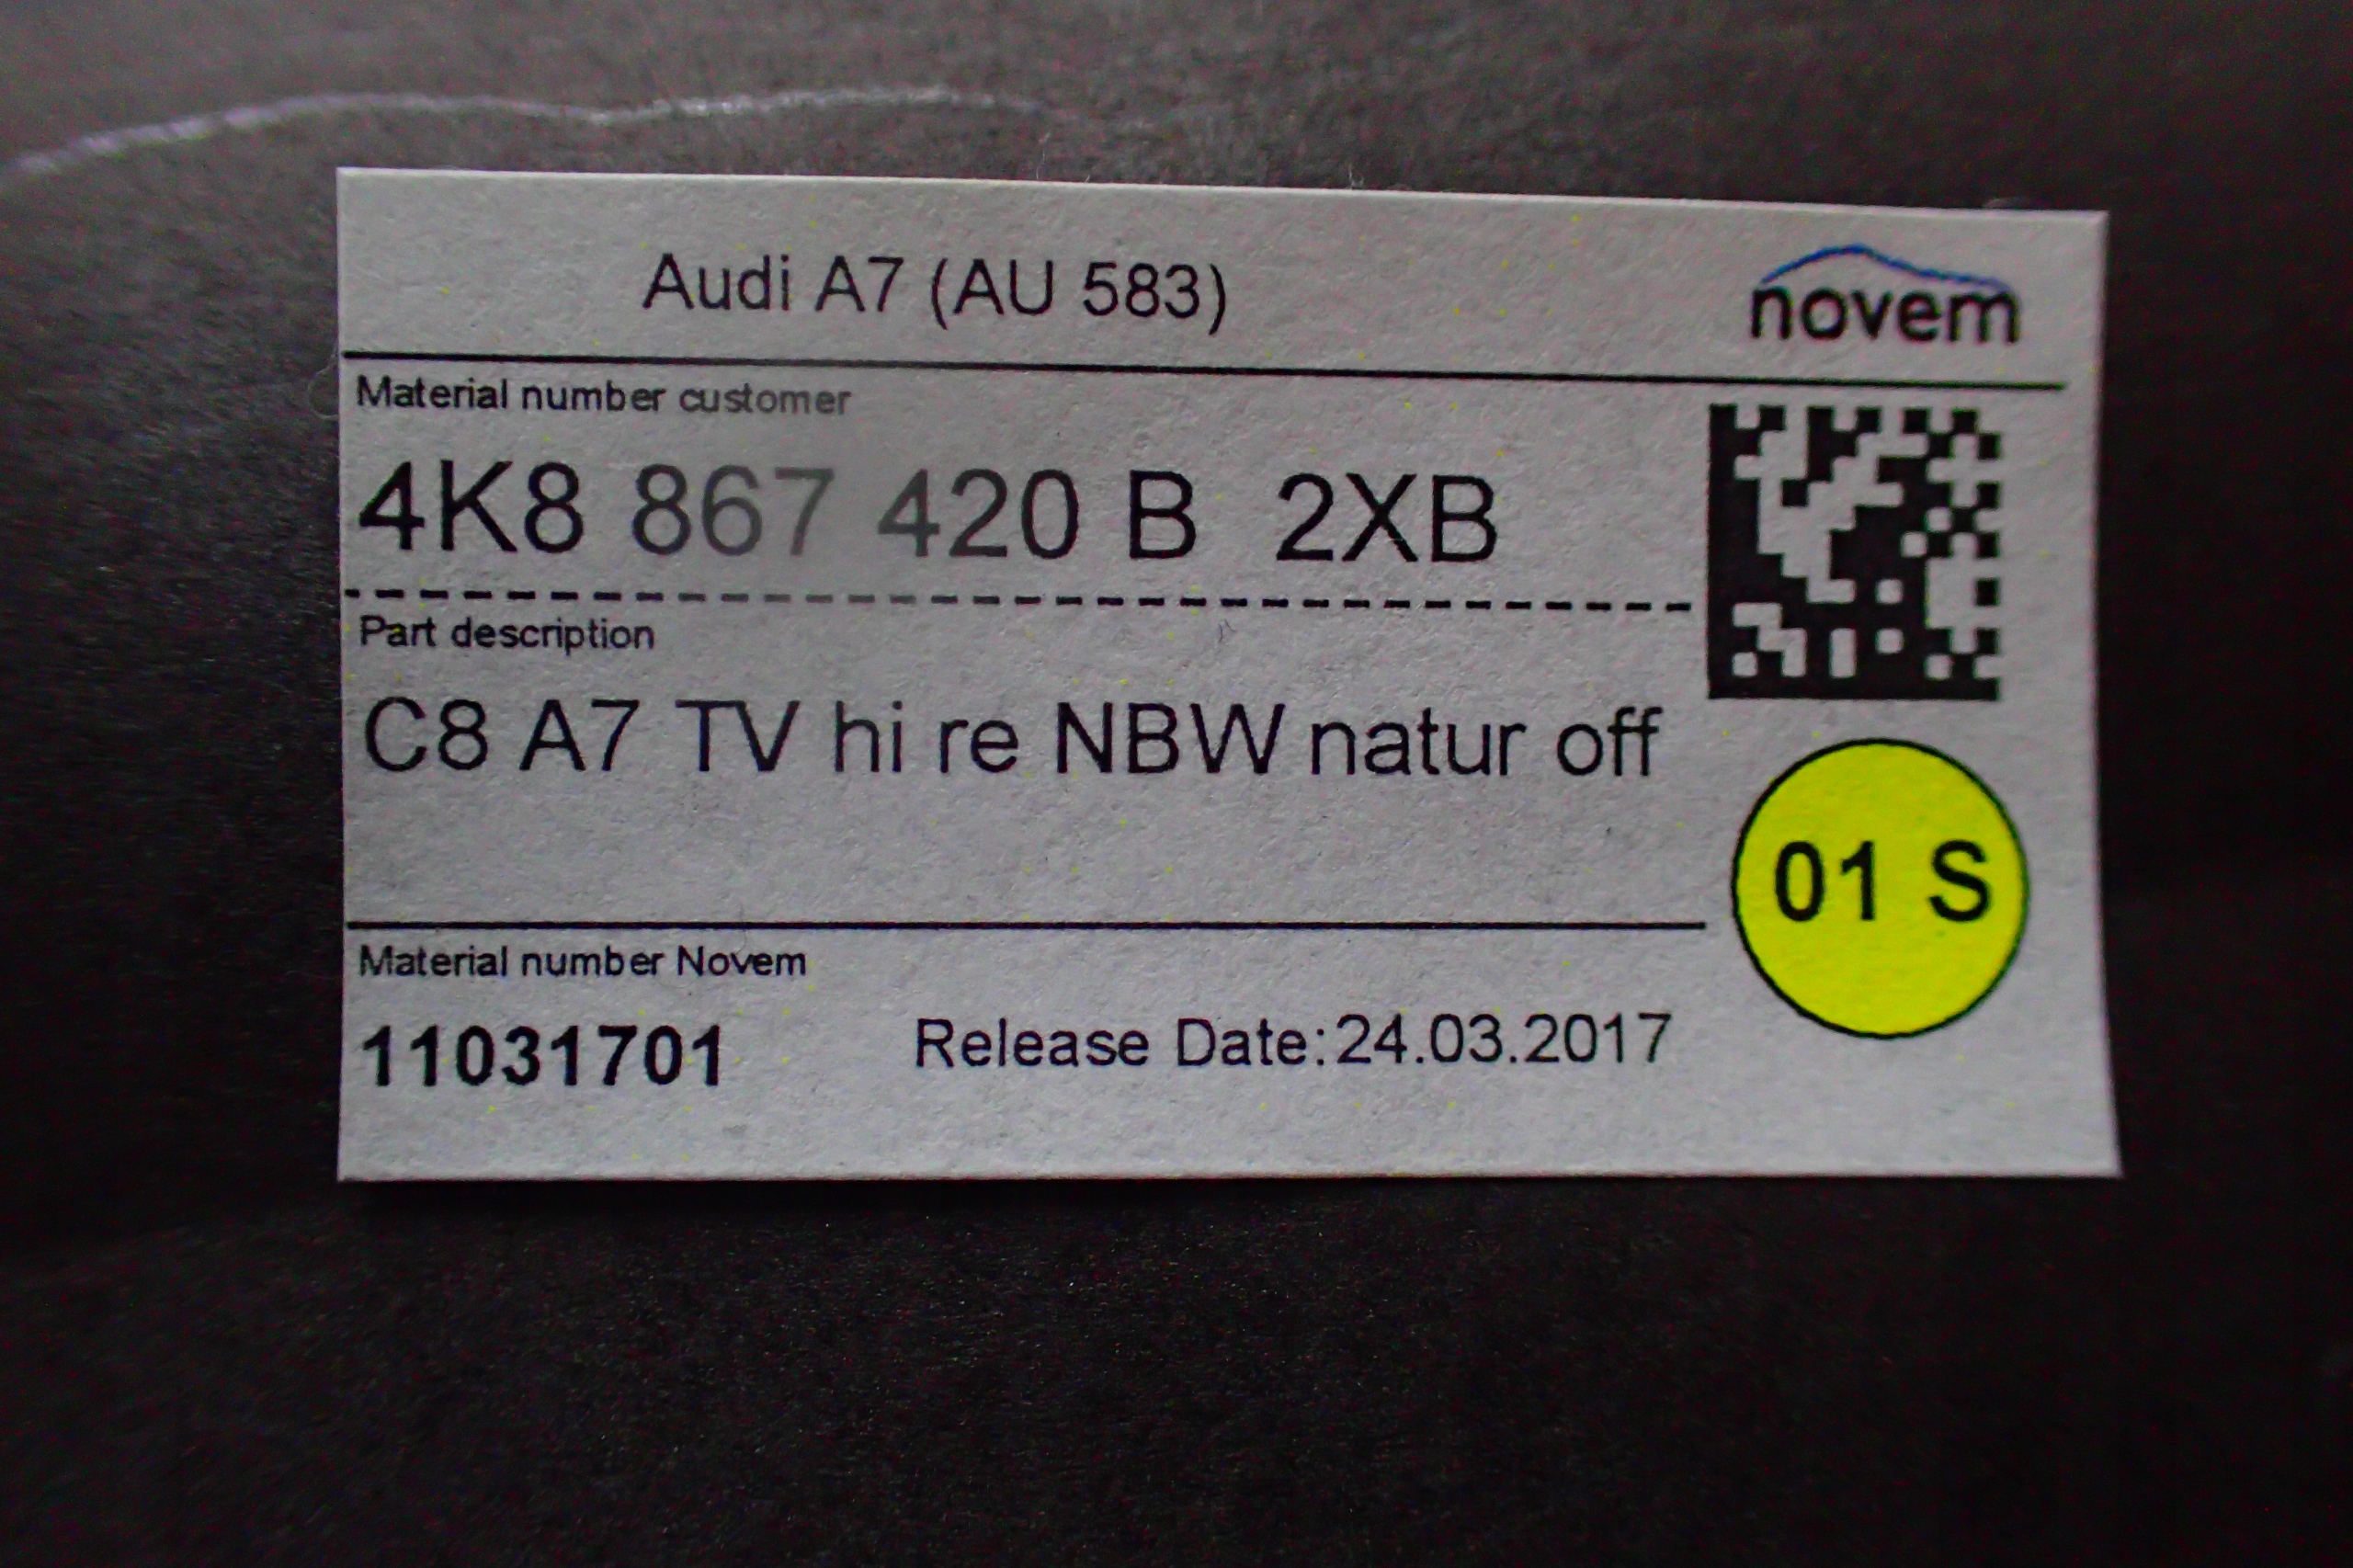 Audi A7 (AU 583)
novem
Material number customer
4K8 867 420 B 2XB
Part description
C8 A7 TV hi re NBW natur off
01 S
Material number Novem
11031701
Release Date:24.03.2017